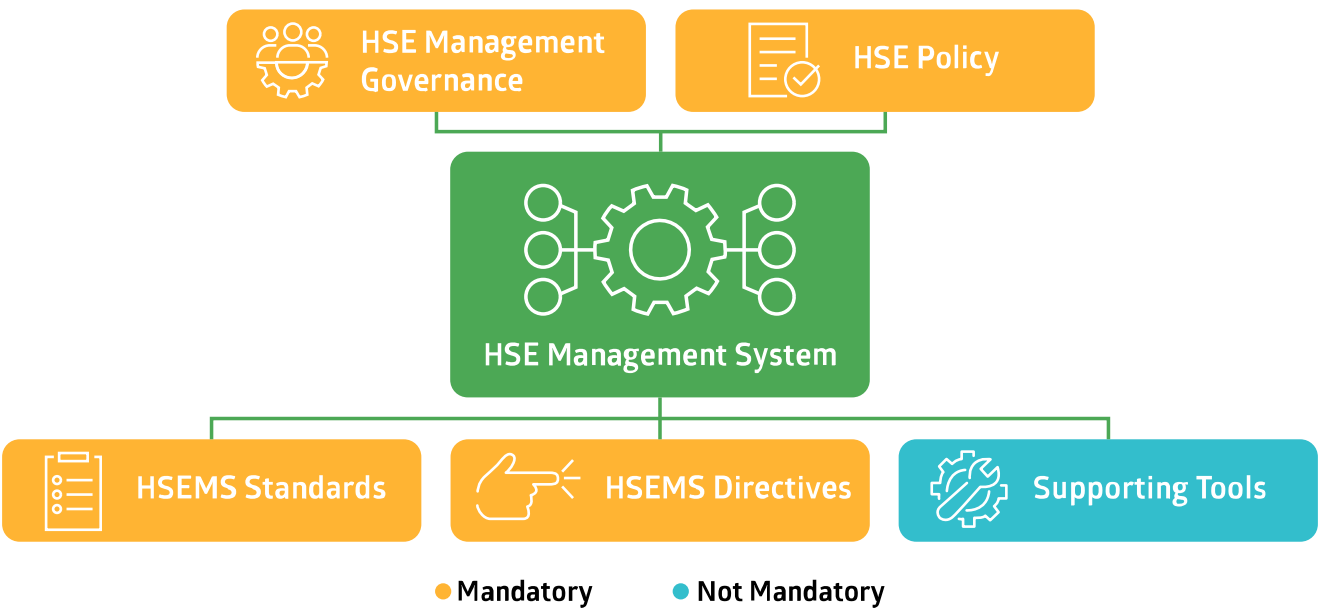 HSE Management
Governance
HSE Policy
HSE Management System
HSEMS Standards
HSEMS Directives
Supporting Tools
Mandatory
Not Mandatory